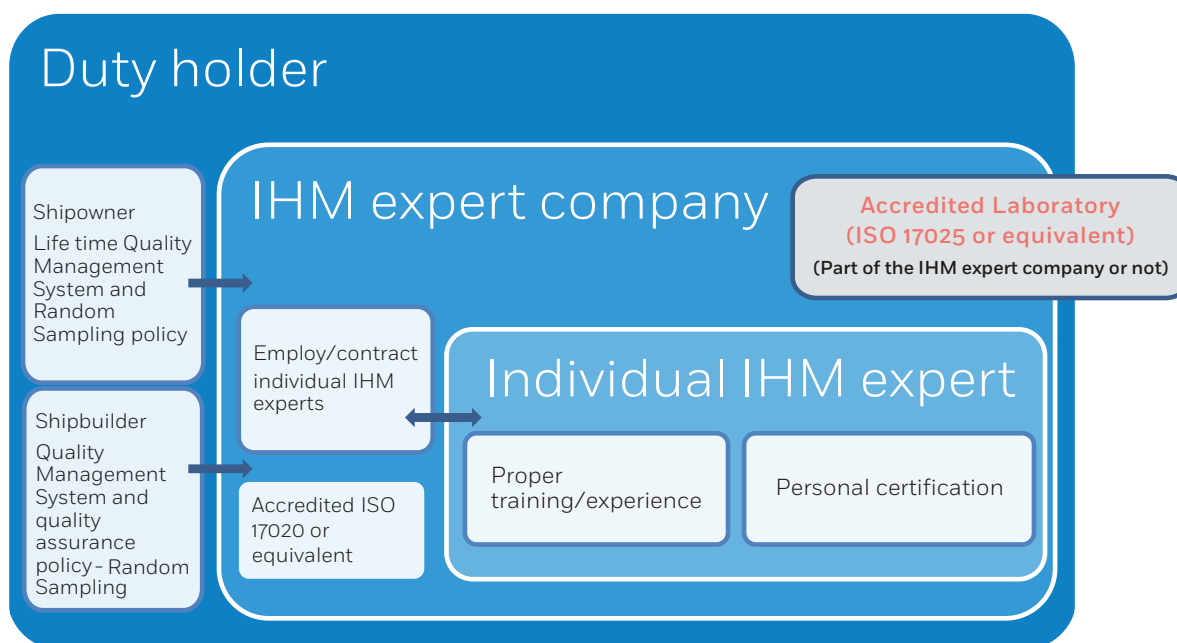 Duty holder
Shipowner
Life time Quality
Management
System and
Random
Sampling policy
Shipbuilder
Quality
Management
System and
quality
assurance
policy – Random
Sampling
IHM expert company
Employ/contract
individual IHM
experts
Accredited ISO
17020 or
equivalent
Individual IHM expert
Proper
training/experience
Personal certification
Accredited Laboratory
(ISO 17025 or equivalent)
(Part of the IHM expert company or not)